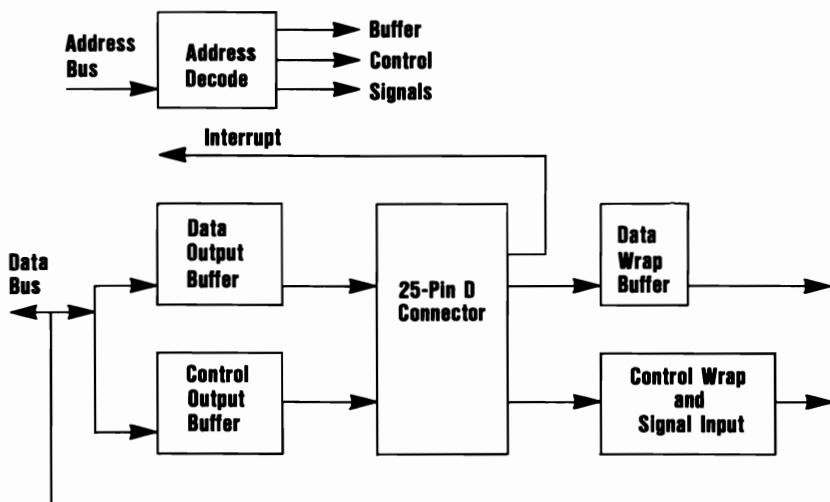 Address
Bus
Address
Decode
Buffer
Control
Signals
Interrupt
Data
Bus
Data
Output
Buffer
Control
Output
Buffer
25-Pin D
Connector
Data
Wrap
Buffer
Control Wrap
and
Signal Input